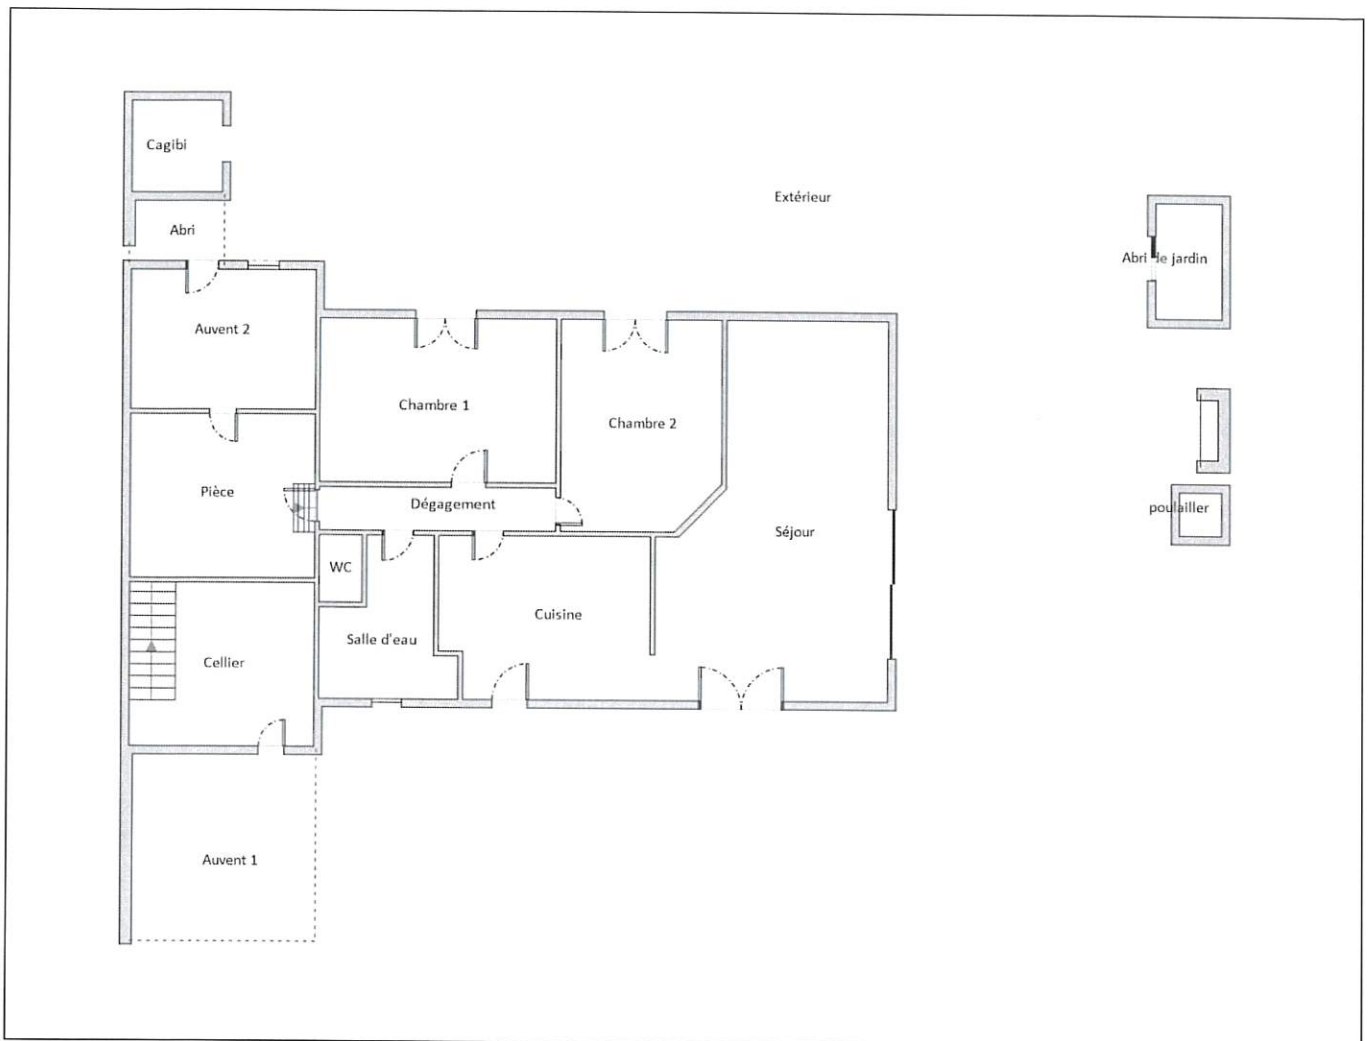 Cagibi
Extérieur
Abri
Abri de jardin
Auvent 2
Chambre 1
Chambre 2
Pièce
Dégagement
poulailler
Séjour
WC
Cuisine
Salle d'eau
Cellier
Auvent 1